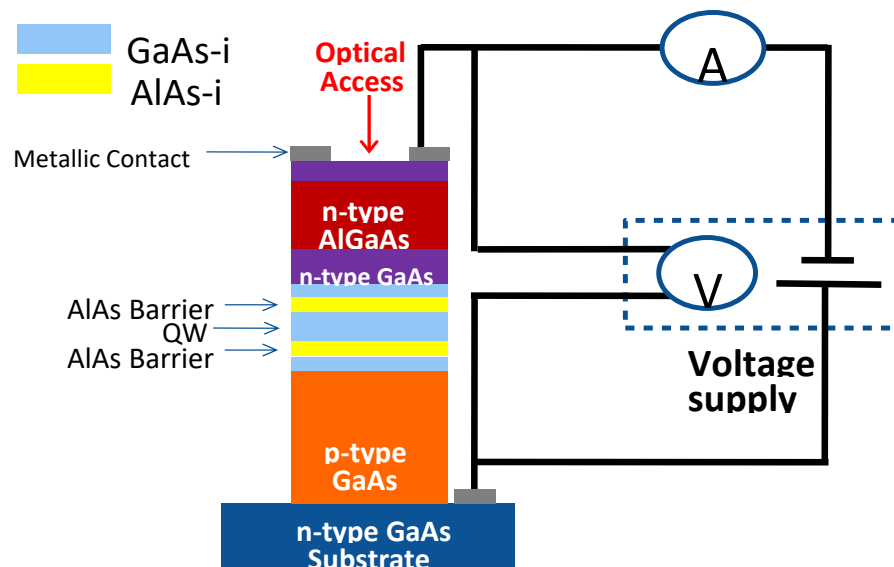 GaAs-i
AlAs-i
Optical
Access
A
Metallic Contact
n-type
AlGaAs
n-type GaAs
V
AlAs Barrier
QW
AlAs Barrier
Voltage
supply
p-type
GaAs
n-type GaAs
Substrate